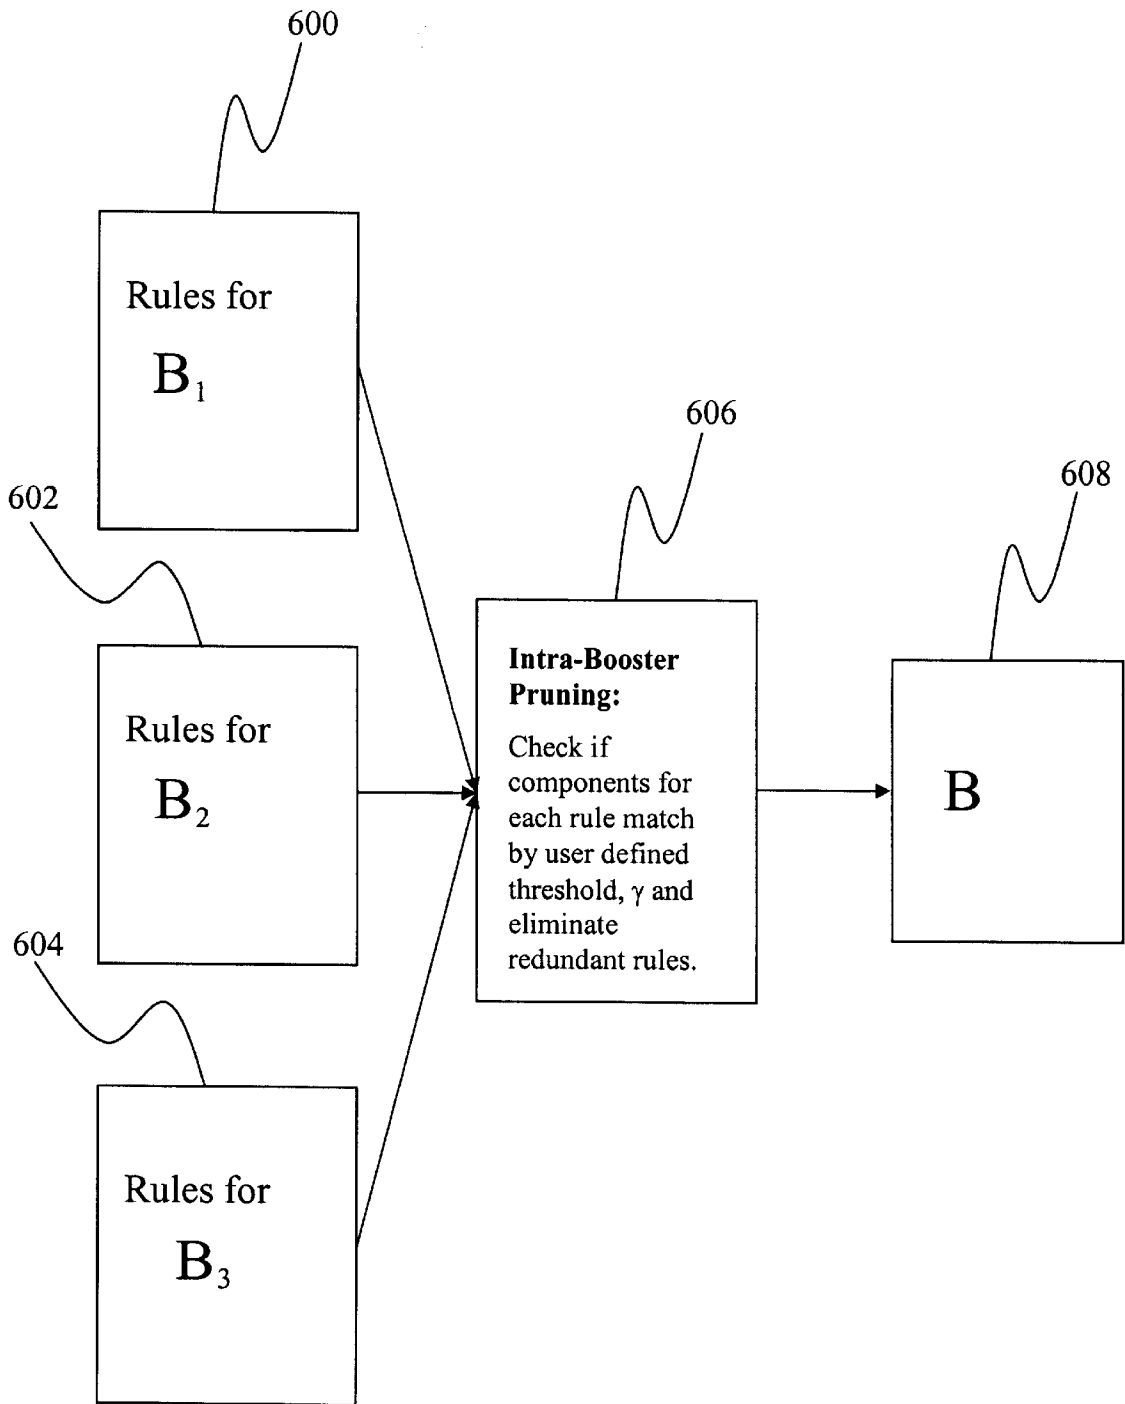 600
Rules for
B₁
602
Rules for
B₂
604
Rules for
B₃
606
Intra-Booster
Pruning:
Check if
components for
each rule match
by user defined
threshold, γ and
eliminate
redundant rules.
608
B